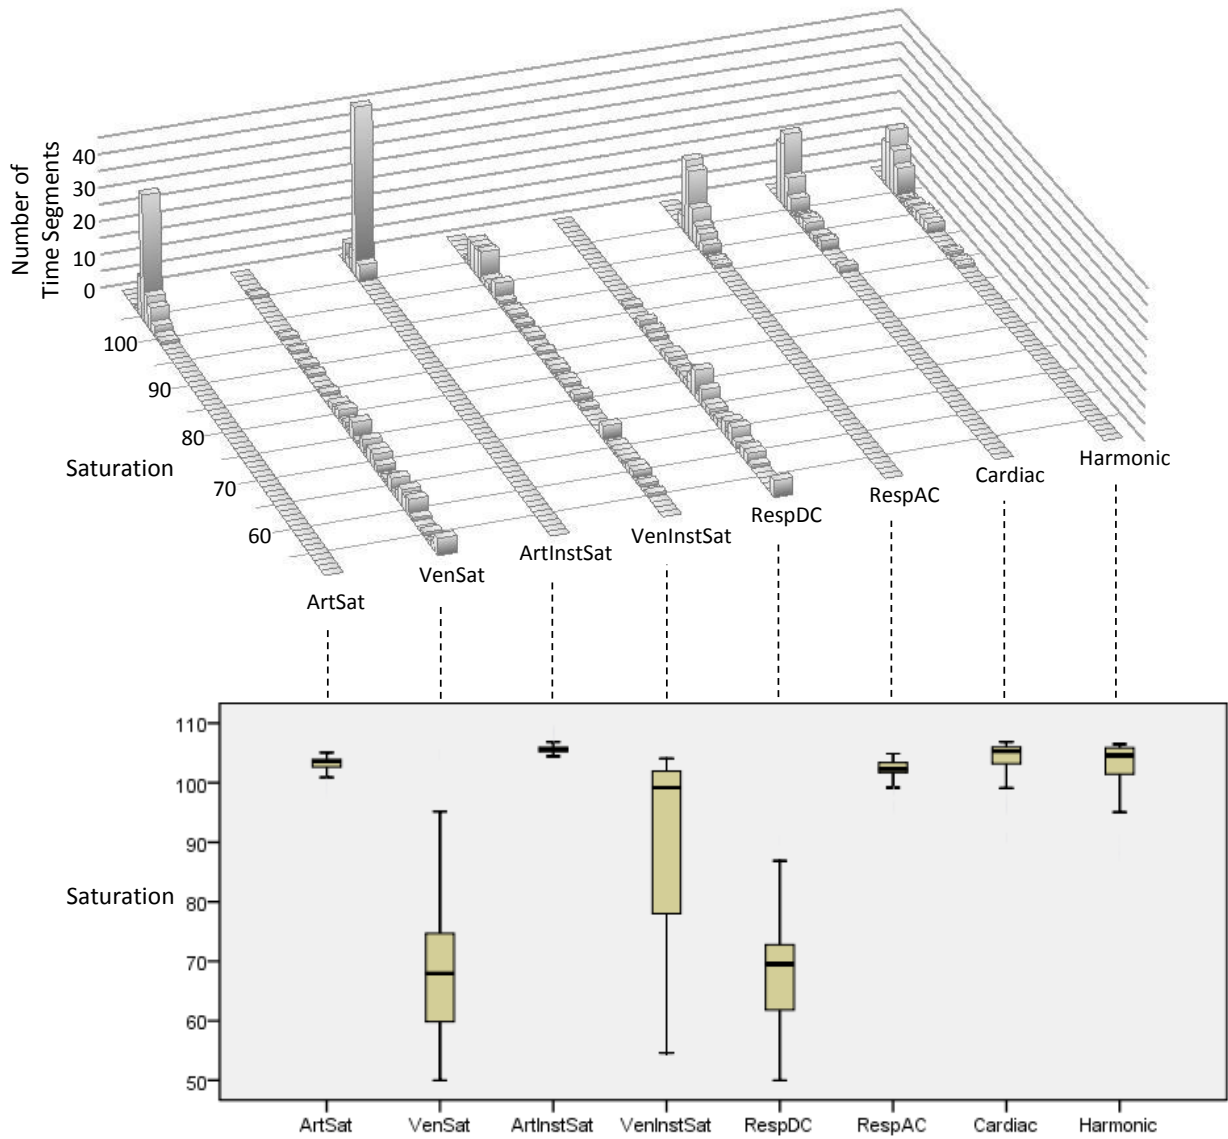 Number of
Time Segments
40
30
20
10
0
100
90
80
70
60
Saturation
Harmonic
Cardiac
RespAC
RespDC
VenInstSat
ArtInstSat
VenSat
ArtSat
110
100
90
80
70
60
50
Saturation
ArtSat VenSat ArtInstSat VenInstSat RespDC RespAC Cardiac Harmonic